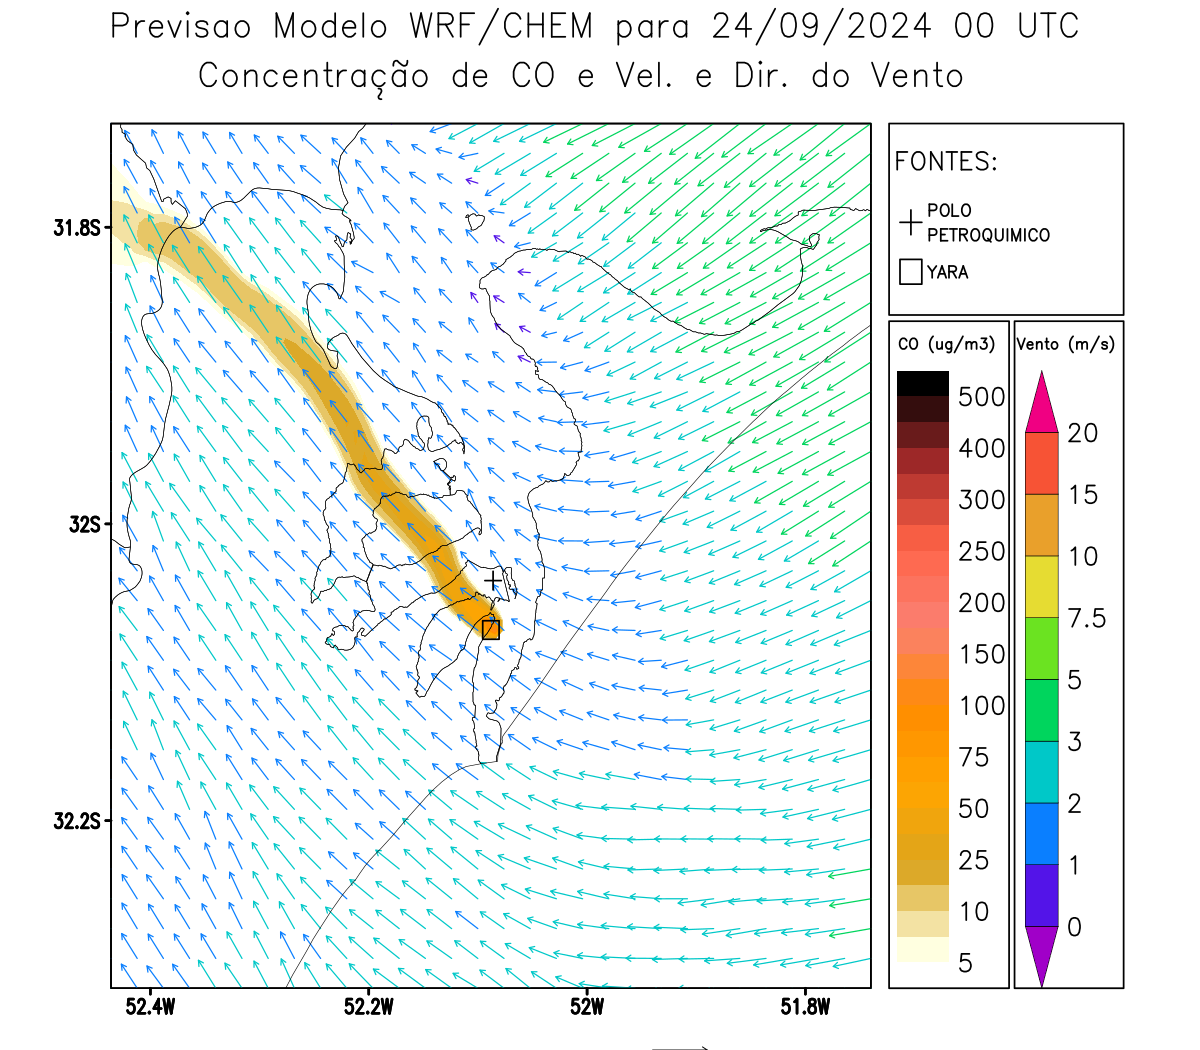 Previsao Modelo WRF/CHEM para 24/09/2024 00 UTC
Concentração de CO e Vel. e Dir. do Vento
FONTES:
POLO
PETROQUIMICO
YARA
CO (ug/m3)
500
400
300
250
200
150
100
75
50
25
10
5
Vento (m/s)
20
15
10
7.5
5
3
2
1
0
31.8S
32S
32.2S
52.4W
52.2W
52W
51.8W